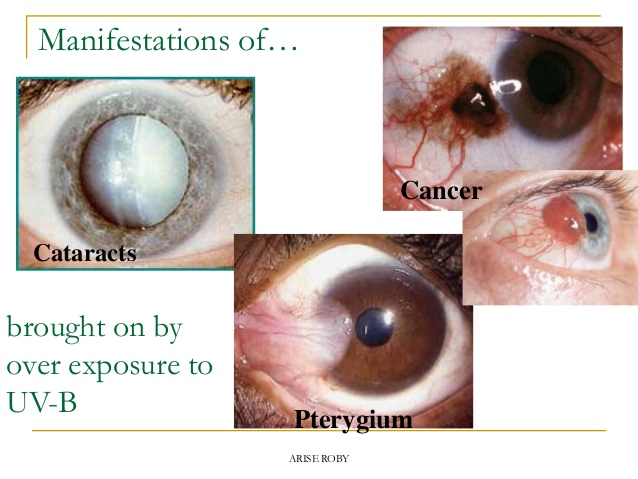 Manifestations of…
Cancer
Cataracts
brought on by
over exposure to
UV-B
Pterygium
ARISE ROBY